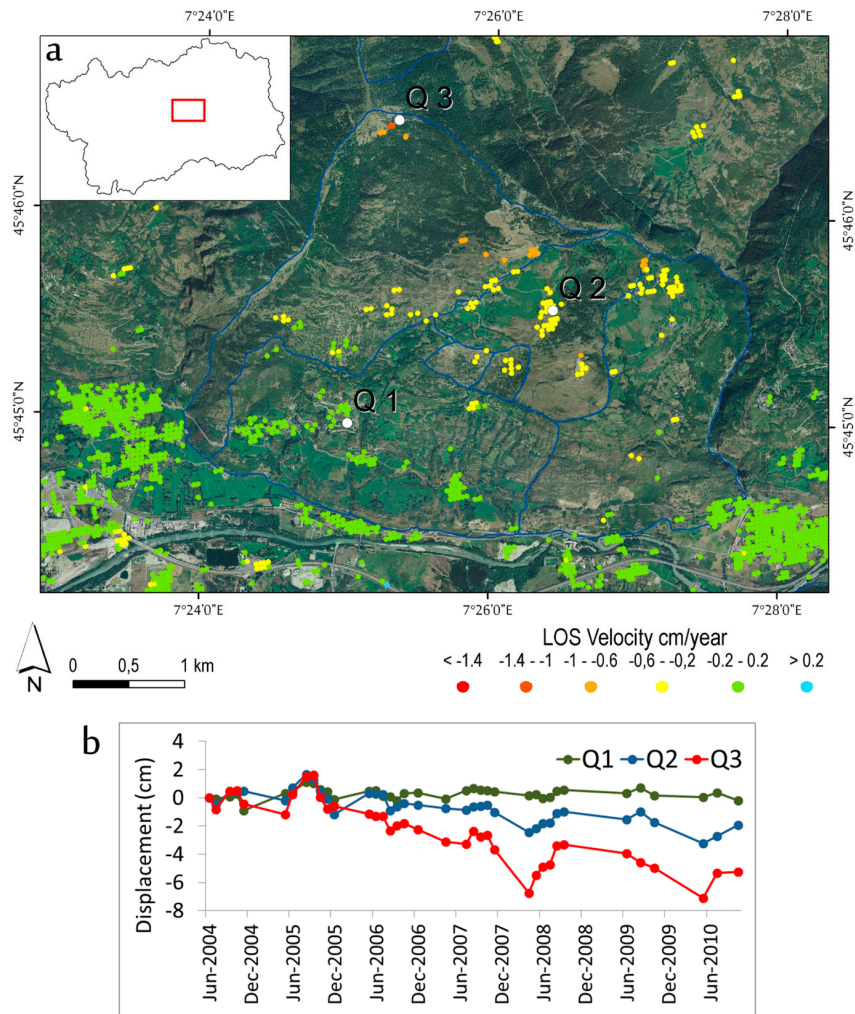 7°24'0"E 7°26'0"E 7°28'0"E
a
Q 3
45°46'0"N 45°46'0"N
Q 2
45°45'0"N 45°45'0"N
Q 1
7°24'0"E 7°26'0"E 7°28'0"E
N
0 0,5 1 km
LOS Velocity cm/year
< -1.4 -1.4 - -1 -1 - -0.6 -0,6 - -0,2 -0.2 - 0.2 > 0.2
b
Q1 Q2 Q3
Displacement (cm)
4
2
0
-2
-4
-6
-8
Jun-2004 Dec-2004 Jun-2005 Dec-2005 Jun-2006 Dec-2006 Jun-2007 Dec-2007 Jun-2008 Dec-2008 Jun-2009 Dec-2009 Jun-2010